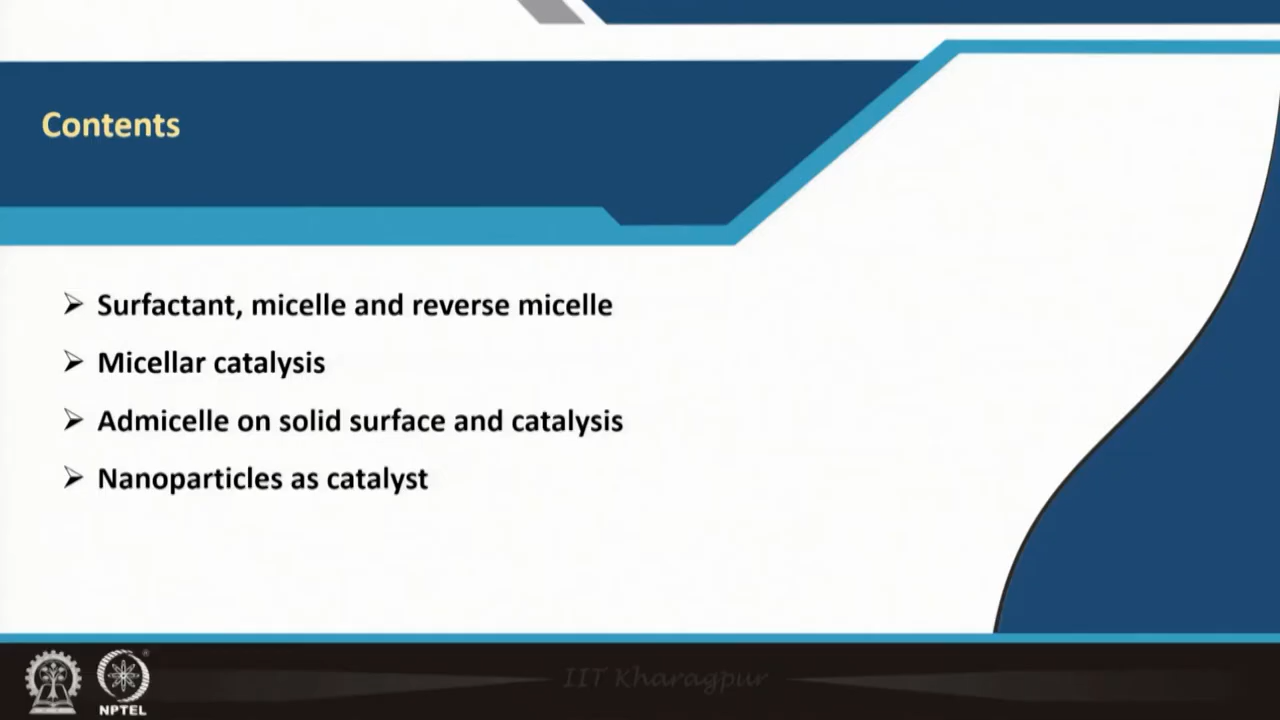 Contents
Surfactant, micelle and reverse micelle
Micellar catalysis
Admicelle on solid surface and catalysis
Nanoparticles as catalyst
IIT Kharagpur
NPTEL